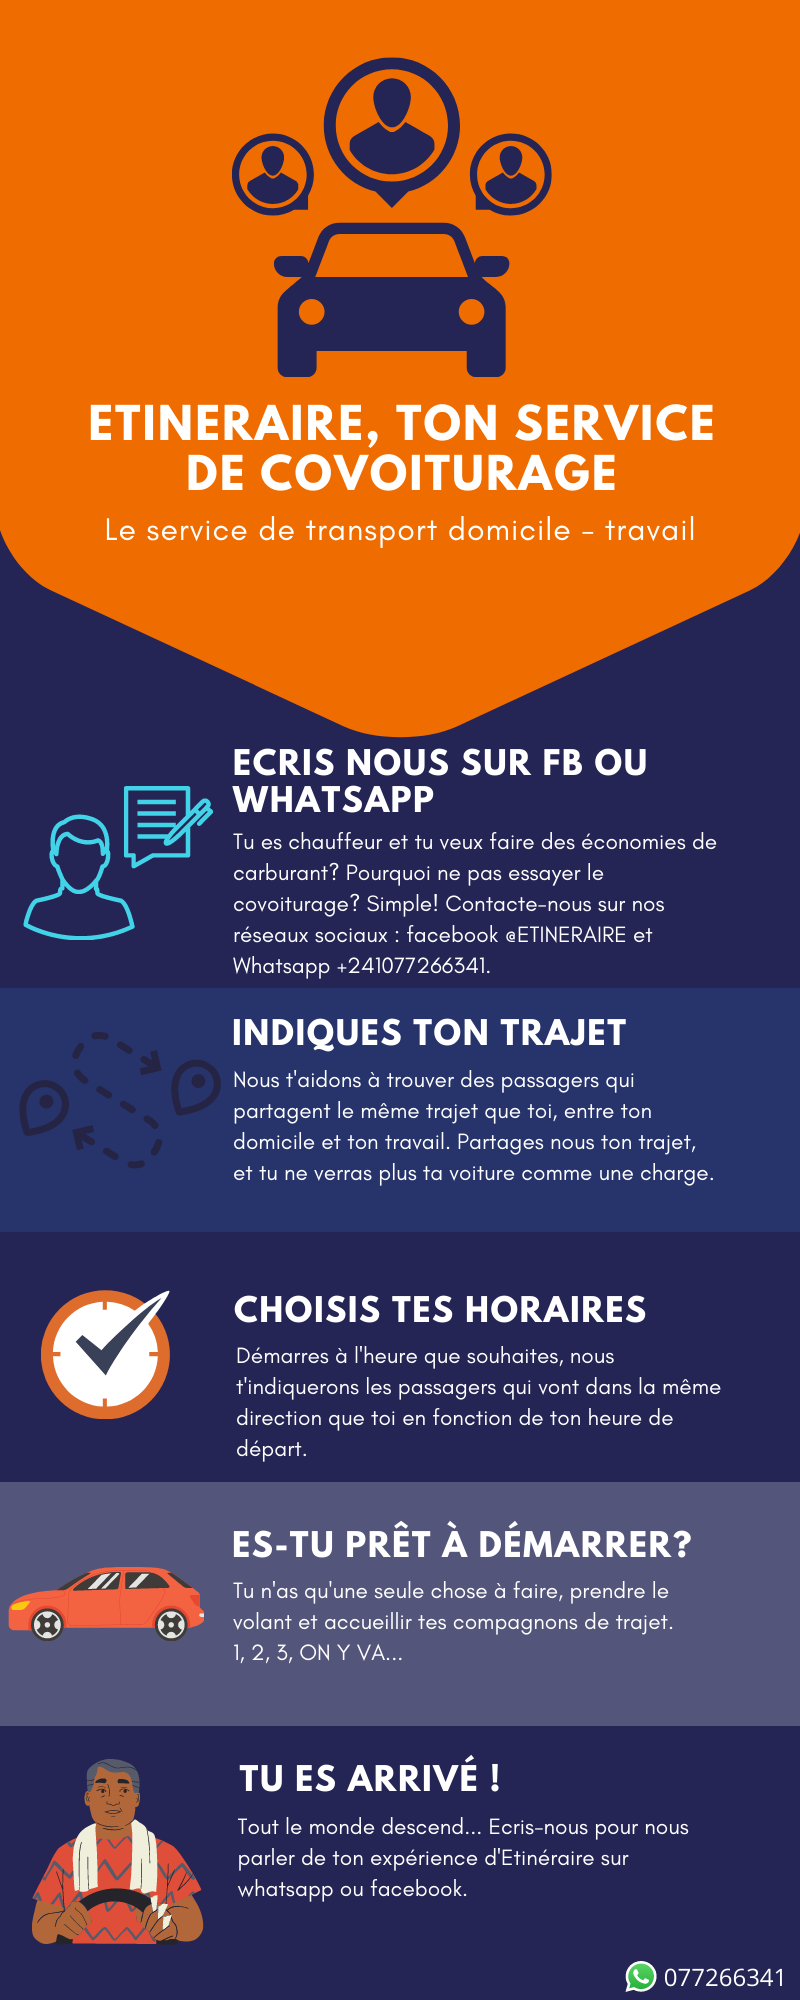 ETINERAIRE, TON SERVICE
DE COVOITURAGE
Le service de transport domicile - travail
ECRIS NOUS SUR FB OU
WHATSAPP
Tu es chauffeur et tu veux faire des économies de
carburant? Pourquoi ne pas essayer le
covoiturage? Simple! Contacte-nous sur nos
réseaux sociaux : facebook @ETINERAIRE et
Whatsapp +241077266341.
INDIQUES TON TRAJET
Nous t'aidons à trouver des passagers qui
partagent le même trajet que toi, entre ton
domicile et ton travail. Partages nous ton trajet,
et tu ne verras plus ta voiture comme une charge.
CHOISIS TES HORAIRES
Démarres à l'heure que souhaites, nous
t'indiquerons les passagers qui vont dans la même
direction que toi en fonction de ton heure de
départ.
ES-TU PRÊT À DÉMARRER?
Tu n'as qu'une seule chose à faire, prendre le
volant et accueillir tes compagnons de trajet.
1, 2, 3, ON Y VA...
TU ES ARRIVÉ !
Tout le monde descend... Ecris-nous pour nous
parler de ton expérience d'Etinéraire sur
whatsapp ou facebook.
077266341